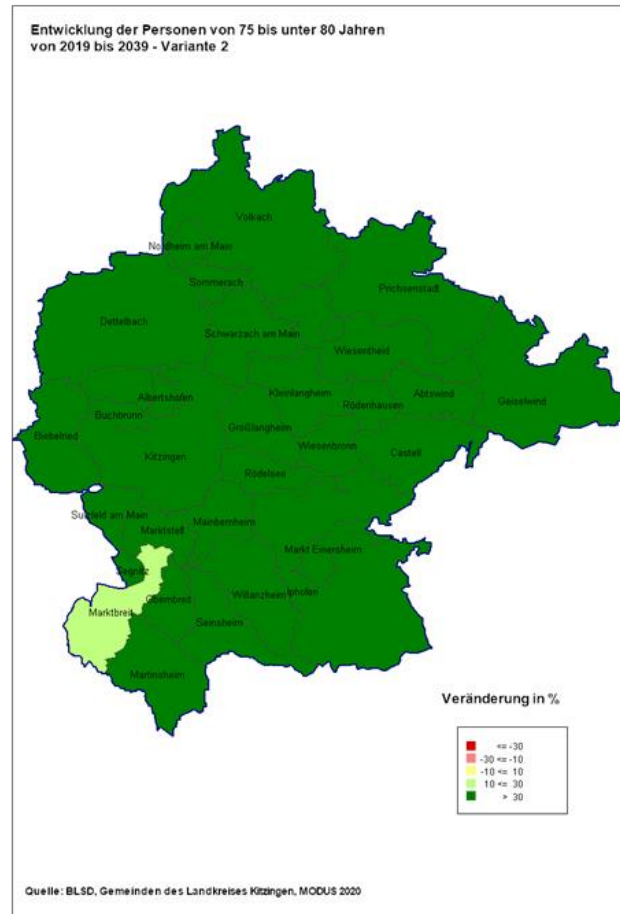 Entwicklung der Personen von 75 bis unter 80 Jahren
von 2019 bis 2039 - Variante 2
Volkach
Nordheim am Main
Sommerach
Prichsenstadt
Dettelbach
Schwarzach am Main
Wiesentheid
Kleinlangheim
Abtswind
Albertshofen
Rüdenhausen
Geiselwind
Buchbrunn
Großlangheim
Biebelried
Wiesenbronn
Castell
Kitzingen
Rödelsee
Sulzfeld am Main
Mainbernheim
Marktsteft
Markt Einersheim
Segnitz
Willanzheim
Iphofen
Obernbreit
Marktbreit
Seinsheim
Martinsheim
Veränderung in %
<= -30
-30 <= -10
-10 <= 10
10 <= 30
> 30
Quelle: BLSD, Gemeinden des Landkreises Kitzingen, MODUS 2020